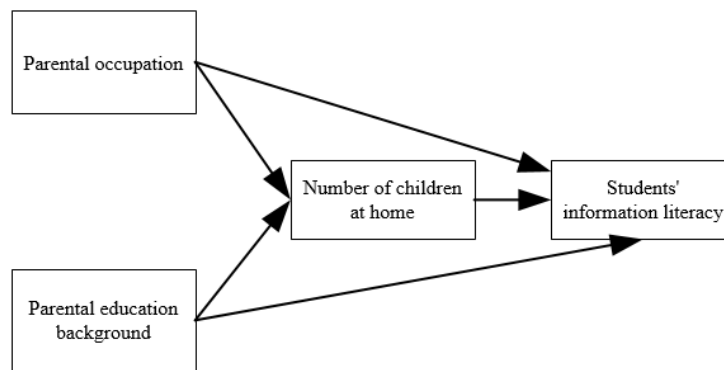 Parental occupation
Number of children
at home
Students'
information literacy
Parental education
background